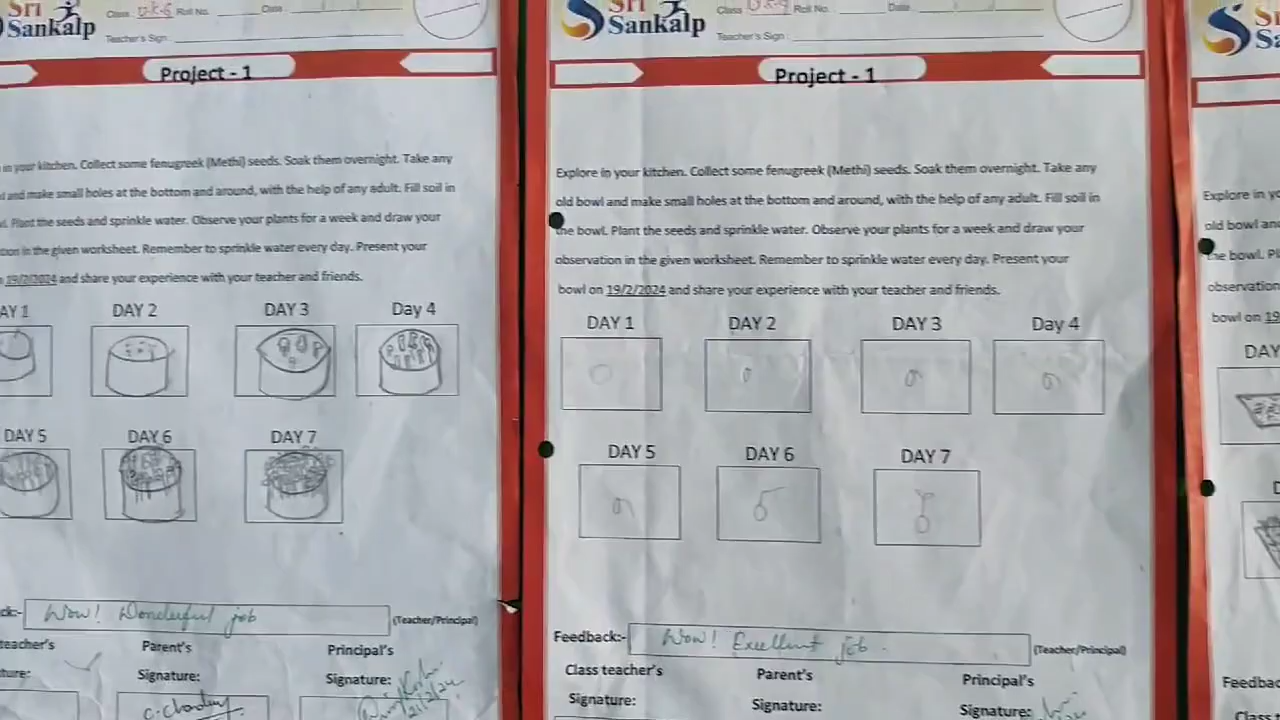 Sri
Sankalp
Class U.K.G Roll No. Date
Teacher's Sign.
Project - 1
in your kitchen. Collect some fenugreek (Methi) seeds. Soak them overnight. Take any
and make small holes at the bottom and around, with the help of any adult. Fill soil in
Plant the seeds and sprinkle water. Observe your plants for a week and draw your
in the given worksheet. Remember to sprinkle water every day. Present your
19/2/2024 and share your experience with your teacher and friends.
AY 1 DAY 2 DAY 3 Day 4
DAY 5 DAY 6 DAY 7
Wow! Wonderful job (Teacher/Principal)
teacher's Parent's Principal's
Signature: Signature:
C. Chandan
21/2/24
Sri
Sankalp
Class U.K.G Roll No. Date
Teacher's Sign.
Project - 1
Explore in your kitchen. Collect some fenugreek (Methi) seeds. Soak them overnight. Take any
old bowl and make small holes at the bottom and around, with the help of any adult. Fill soil in
the bowl. Plant the seeds and sprinkle water. Observe your plants for a week and draw your
observation in the given worksheet. Remember to sprinkle water every day. Present your
bowl on 19/2/2024 and share your experience with your teacher and friends.
DAY 1 DAY 2 DAY 3 Day 4
DAY 5 DAY 6 DAY 7
Feedback:- Wow! Excellent job. (Teacher/Principal)
Class teacher's Parent's Principal's
Signature: Signature: Signature:
Explore in y
old bowl and
the bowl. Pl
observation
bowl on 19
DAY
D
Feedbac
Class